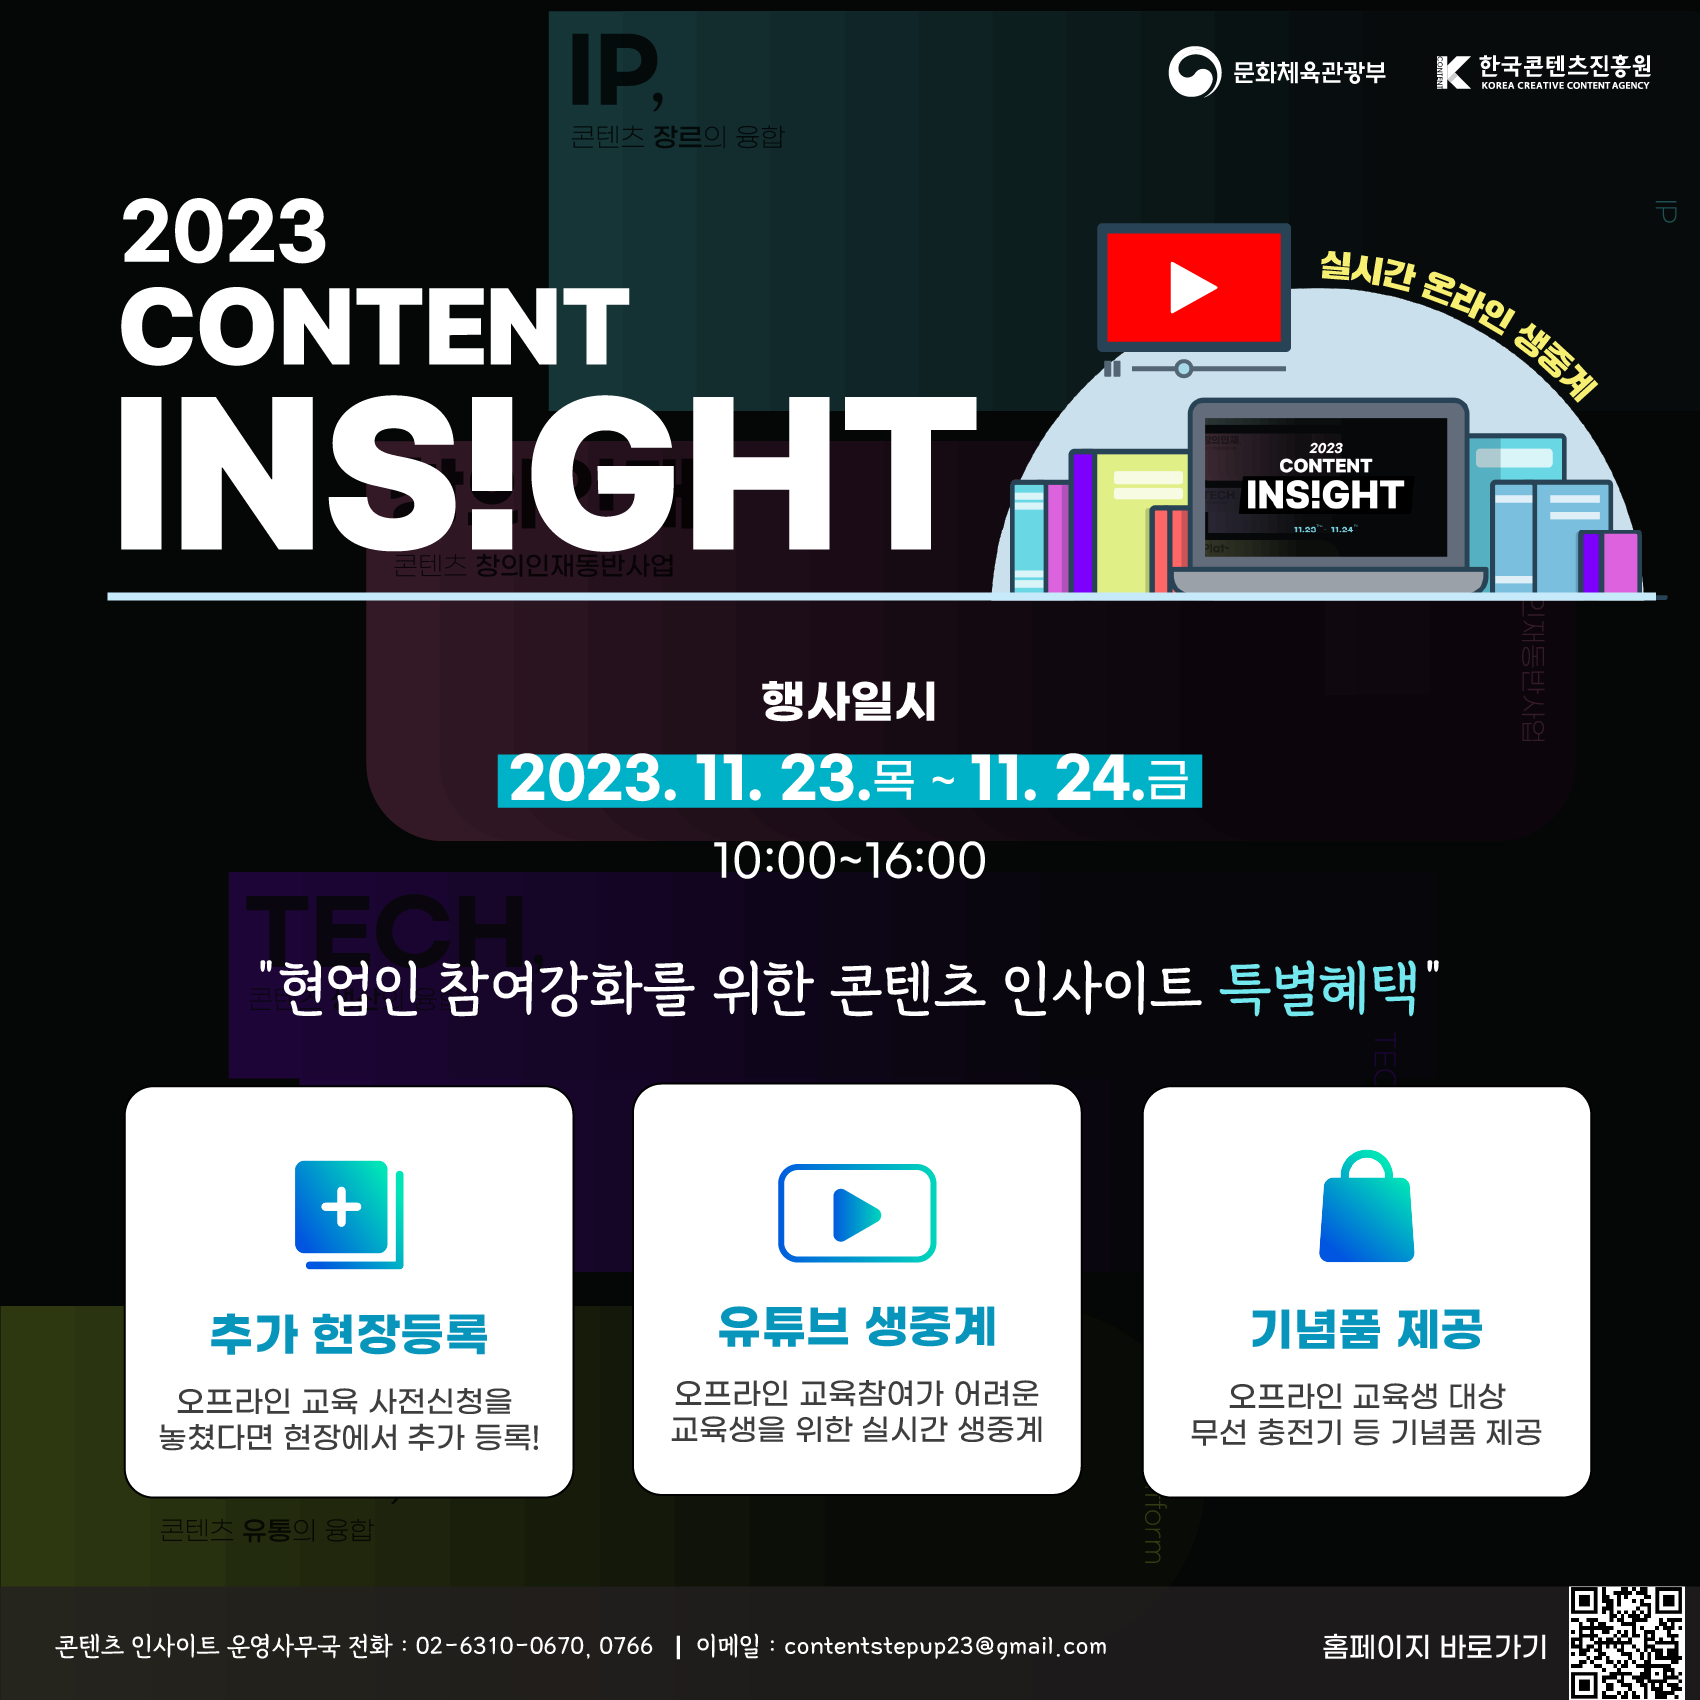 IP,
콘텐츠 장르의 융합
문화체육관광부
한국콘텐츠진흥원
KOREA CREATIVE CONTENT AGENCY
IP
2023
CONTENT
INS!GHT
실시간 온라인 생중계
2023
CONTENT
INS!GHT
11.23 ~ 11.24
Plat-
콘텐츠 창의인재동반사업
인재동반사업
행사일시
2023. 11. 23.목 ~ 11. 24.금
10:00~16:00
TECH,
"현업인 참여강화를 위한 콘텐츠 인사이트 특별혜택"
TEC
추가 현장등록
오프라인 교육 사전신청을
놓쳤다면 현장에서 추가 등록!
유튜브 생중계
오프라인 교육참여가 어려운
교육생을 위한 실시간 생중계
기념품 제공
오프라인 교육생 대상
무선 충전기 등 기념품 제공
콘텐츠 유통의 융합
form
콘텐츠 인사이트 운영사무국 전화 : 02-6310-0670, 0766 | 이메일 : contentstepup23@gmail.com
홈페이지 바로가기